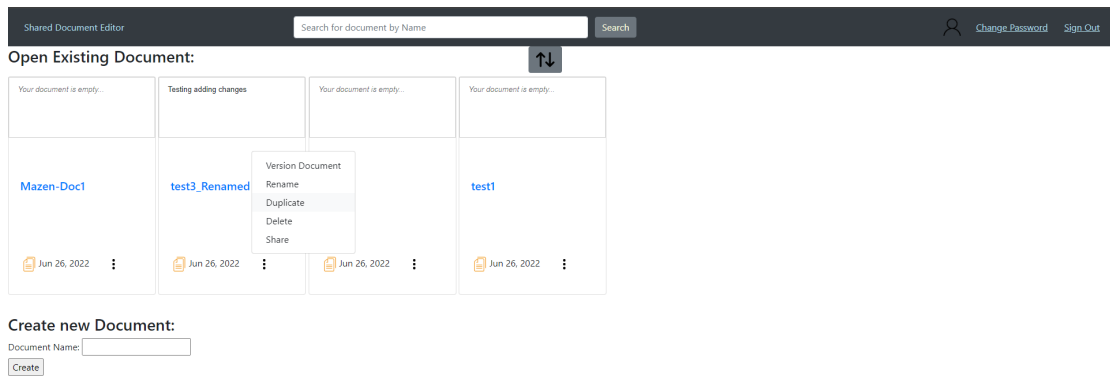 Shared Document Editor
Search for document by Name
Search
Change Password
Sign Out
Open Existing Document:
Your document is empty...
Testing adding changes
Your document is empty...
Your document is empty...
Mazen-Doc1
test3_Renamed
test1
Version Document
Rename
Duplicate
Delete
Share
Jun 26, 2022
Jun 26, 2022
Jun 26, 2022
Jun 26, 2022
Create new Document:
Document Name:
Create